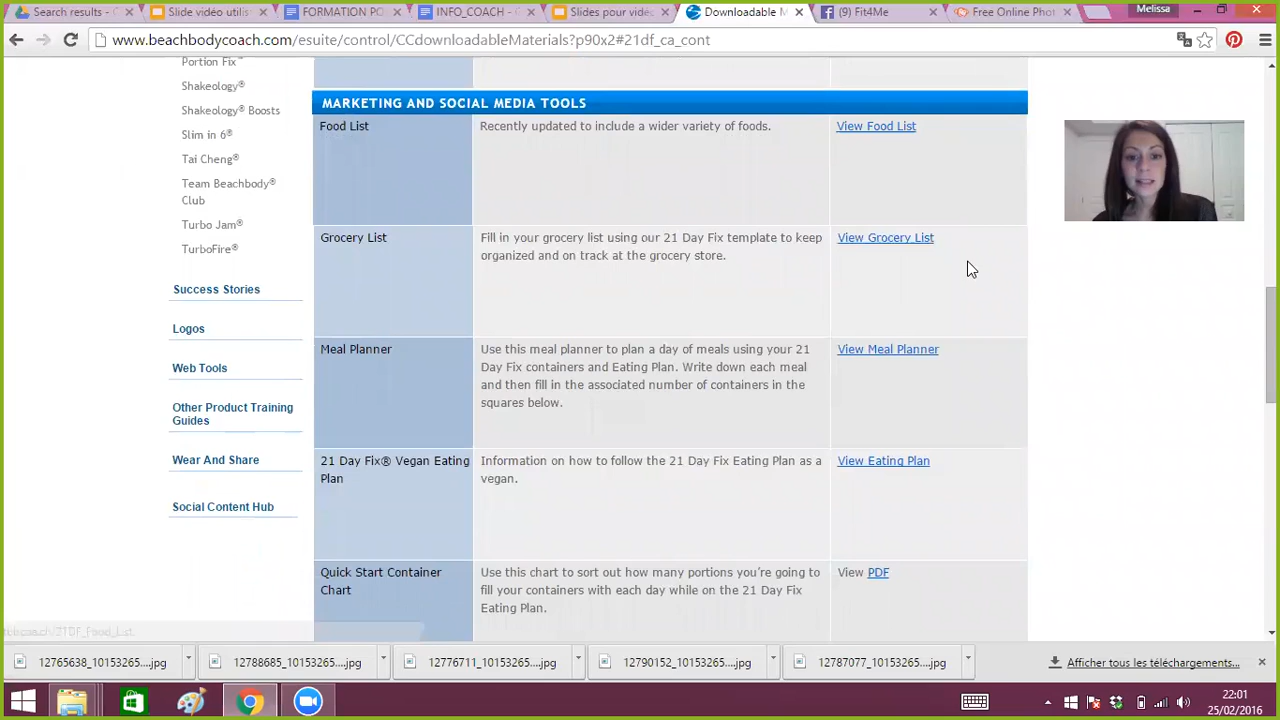 Search results - C
Slide vidéo utilis
FORMATION PO
INFO_COACH - G
Slides pour vidéo
Downloadable M
(9) Fit4Me
Free Online Phot
Melissa
www.beachbodycoach.com/esuite/control/CCdownloadableMaterials?p90x2#21df_ca_cont
Portion Fix™
Shakeology®
Shakeology® Boosts
Slim in 6®
Tai Cheng®
Team Beachbody®
Club
Turbo Jam®
TurboFire®
Success Stories
Logos
Web Tools
Other Product Training
Guides
Wear And Share
Social Content Hub
MARKETING AND SOCIAL MEDIA TOOLS
Food List
Recently updated to include a wider variety of foods.
View Food List
Grocery List
Fill in your grocery list using our 21 Day Fix template to keep
organized and on track at the grocery store.
View Grocery List
Meal Planner
Use this meal planner to plan a day of meals using your 21
Day Fix containers and Eating Plan. Write down each meal
and then fill in the associated number of containers in the
squares below.
View Meal Planner
21 Day Fix® Vegan Eating
Plan
Information on how to follow the 21 Day Fix Eating Plan as a
vegan.
View Eating Plan
Quick Start Container
Chart
Use this chart to sort out how many portions you're going to
fill your containers with each day while on the 21 Day Fix
Eating Plan.
View PDF
12765638_10153265....jpg
12788685_10153265....jpg
12776711_10153265....jpg
12790152_10153265....jpg
12787077_10153265....jpg
Afficher tous les téléchargements...
22:01
25/02/2016